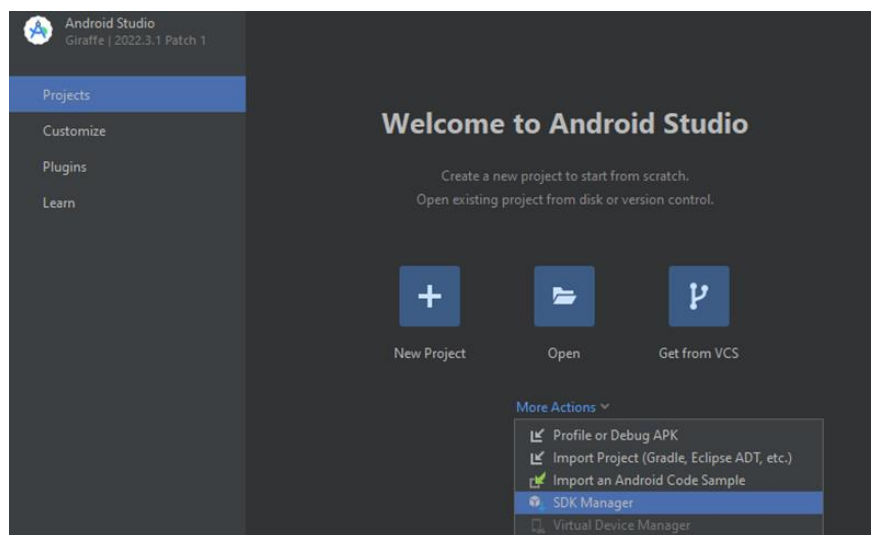 Android Studio
Giraffe | 2022.3.1 Patch 1
Projects
Customize
Plugins
Learn
Welcome to Android Studio
Create a new project to start from scratch.
Open existing project from disk or version control.
New Project
Open
Get from VCS
More Actions
Profile or Debug APK
Import Project (Gradle, Eclipse ADT, etc.)
Import an Android Code Sample
SDK Manager
Virtual Device Manager